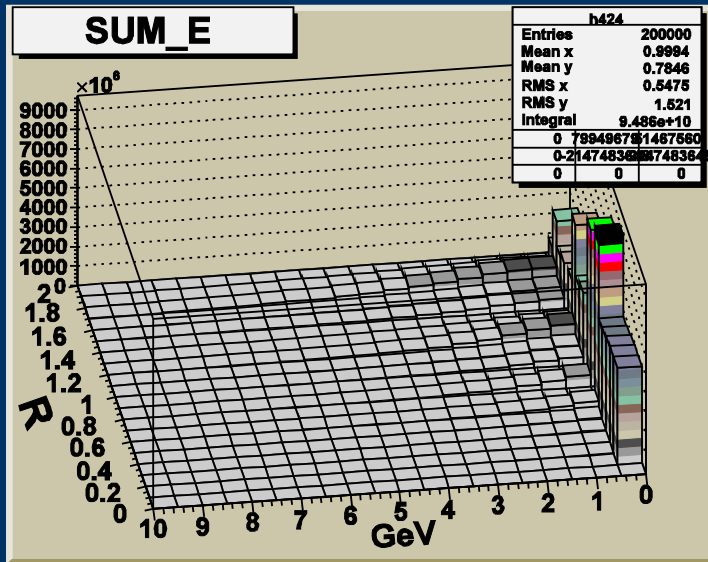 SUM_E
h424
Entries 200000
Mean x 0.9994
Mean y 0.7846
RMS x 0.5475
RMS y 1.521
Integral 9.486e+10
0
0
0 0 0
×10⁶
9000
8000
7000
6000
5000
4000
3000
2000
1000
0
2
1.8
1.6
1.4
1.2
1
0.8
0.6
0.4
0.2
0
R
10 9 8 7 6 5 4 3 2 1 0
GeV